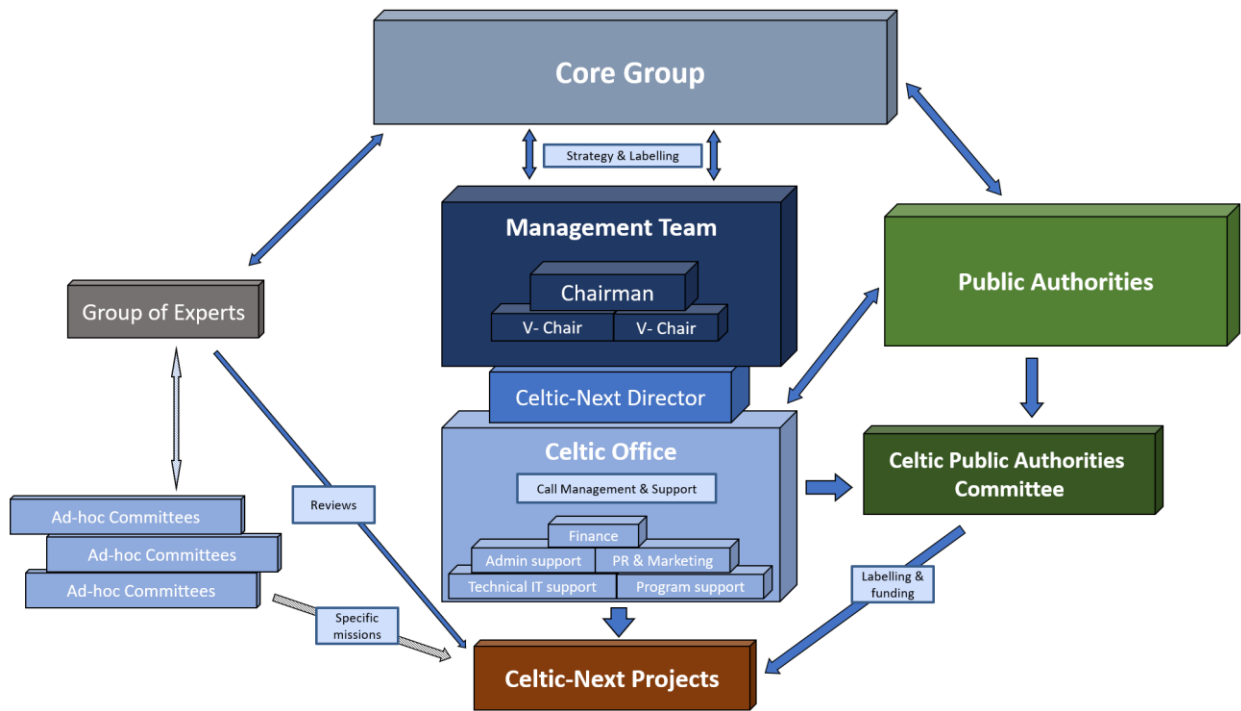 Core Group
Strategy & Labelling
Management Team
Chairman
V- Chair
V- Chair
Public Authorities
Group of Experts
Celtic-Next Director
Celtic Office
Call Management & Support
Finance
Admin support
PR & Marketing
Technical IT support
Program support
Celtic Public Authorities
Committee
Reviews
Ad-hoc Committees
Ad-hoc Committees
Ad-hoc Committees
Labelling &
funding
Specific
missions
Celtic-Next Projects